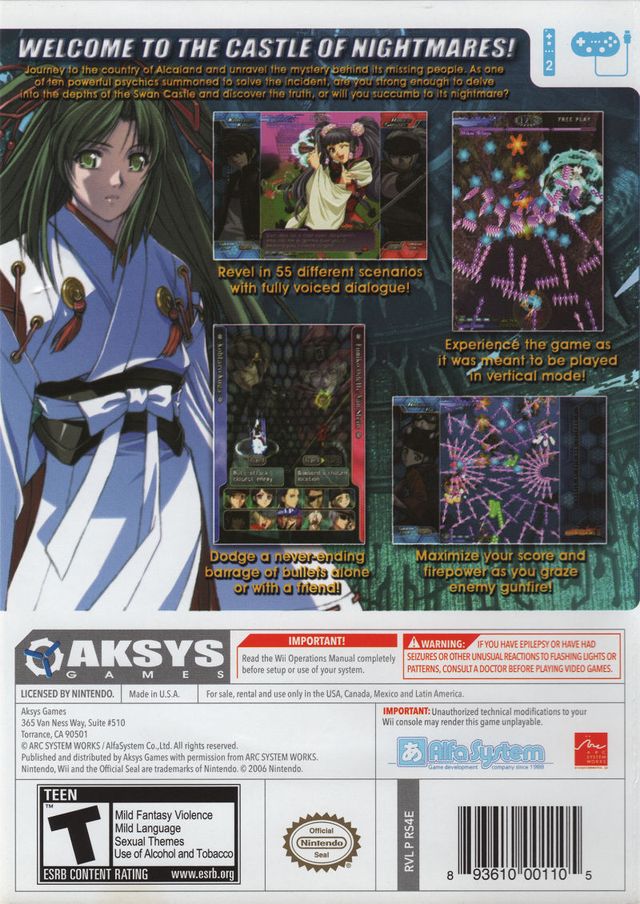 WELCOME TO THE CASTLE OF NIGHTMARES!
Journey to the country of Alcaland and unravel the mystery behind its missing people. As one
of ten powerful psychics summoned to solve the incident, are you strong enough to delve
into the depths of the Swan Castle and discover the truth, or will you succumb to its nightmare?
2
FREE PLAY
Revel in 55 different scenarios
with fully voiced dialogue!
Experience the game as
it was meant to be played
in vertical mode!
Dodge a never-ending
barrage of bullets alone
or with a friend!
Maximize your score and
firepower as you graze
enemy gunfire!
AKSYS
GAMES
IMPORTANT!
Read the Wii Operations Manual completely
before setup or use of your system.
WARNING: IF YOU HAVE EPILEPSY OR HAVE HAD
SEIZURES OR OTHER UNUSUAL REACTIONS TO FLASHING LIGHTS OR
PATTERNS, CONSULT A DOCTOR BEFORE PLAYING VIDEO GAMES.
LICENSED BY NINTENDO.
Made in U.S.A.
For sale, rental and use only in the USA, Canada, Mexico and Latin America.
Aksys Games
365 Van Ness Way, Suite #510
Torrance, CA 90501
© ARC SYSTEM WORKS / AlfaSystem Co.,Ltd. All rights reserved.
Published and distributed by Aksys Games with permission from ARC SYSTEM WORKS.
Nintendo, Wii and the Official Seal are trademarks of Nintendo. © 2006 Nintendo.
IMPORTANT: Unauthorized technical modifications to your
Wii console may render this game unplayable.
あ AlfaSystem
Game development company since 1988
ARC
SYSTEM
WORKS
TEEN
T
TM
Mild Fantasy Violence
Mild Language
Sexual Themes
Use of Alcohol and Tobacco
ESRB CONTENT RATING www.esrb.org
Official
Nintendo
Seal
RVL P RS4E
8 93610 00110 5